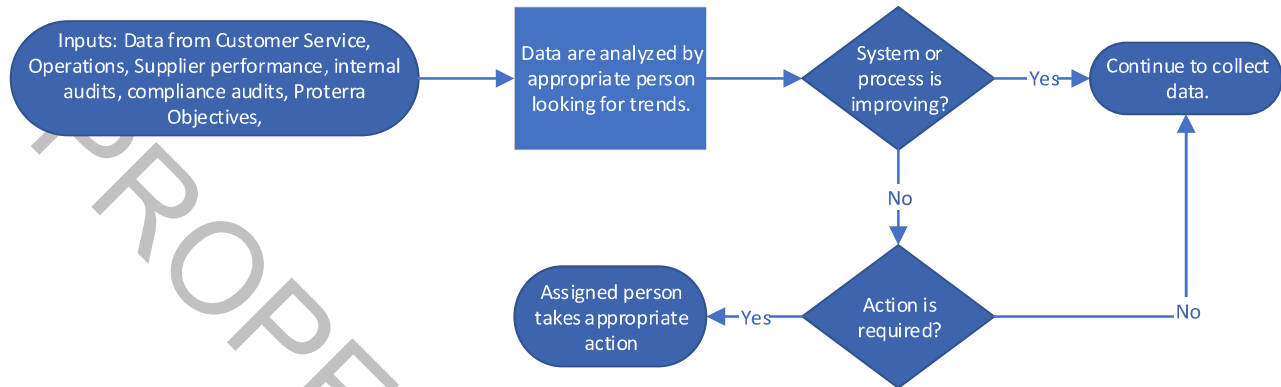 Inputs: Data from Customer Service,
Operations, Supplier performance, internal
audits, compliance audits, Proterra
Objectives,
Data are analyzed by
appropriate person
looking for trends.
System or
process is
improving?
Yes
Continue to collect
data.
No
Assigned person
takes appropriate
action
Yes
Action is
required?
No
PROPE